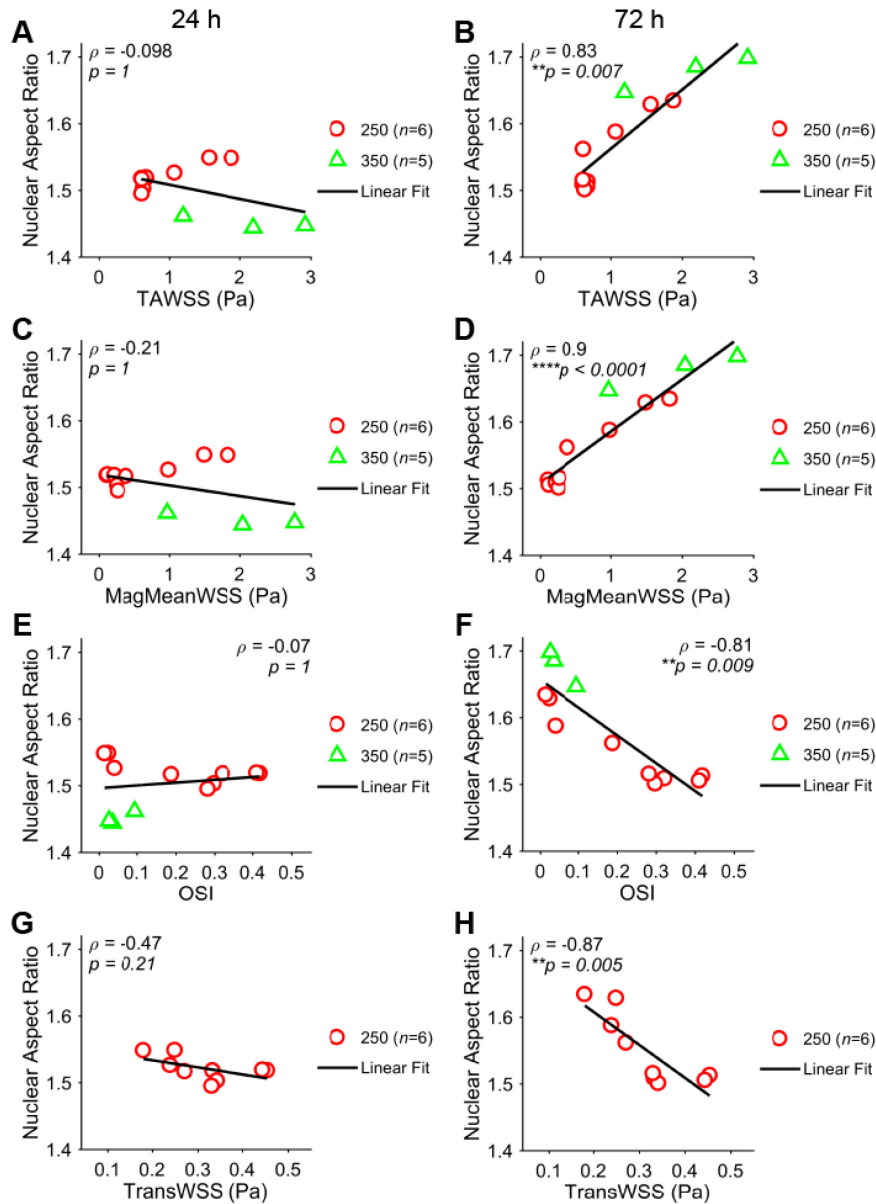 24 h
72 h
A
ρ = -0.098
p = 1
1.7
1.6
1.5
1.4
Nuclear Aspect Ratio
0 1 2 3
TAWSS (Pa)
250 (n=6)
350 (n=5)
Linear Fit
B
ρ = 0.83
**p = 0.007
1.7
1.6
1.5
1.4
Nuclear Aspect Ratio
0 1 2 3
TAWSS (Pa)
250 (n=6)
350 (n=5)
Linear Fit
C
ρ = -0.21
p = 1
1.7
1.6
1.5
1.4
Nuclear Aspect Ratio
0 1 2 3
MagMeanWSS (Pa)
250 (n=6)
350 (n=5)
Linear Fit
D
ρ = 0.9
****p < 0.0001
1.7
1.6
1.5
1.4
Nuclear Aspect Ratio
0 1 2 3
MagMeanWSS (Pa)
250 (n=6)
350 (n=5)
Linear Fit
E
ρ = -0.07
p = 1
1.7
1.6
1.5
1.4
Nuclear Aspect Ratio
0 0.1 0.2 0.3 0.4 0.5
OSI
250 (n=6)
350 (n=5)
Linear Fit
F
ρ = -0.81
**p = 0.009
1.7
1.6
1.5
1.4
Nuclear Aspect Ratio
0 0.1 0.2 0.3 0.4 0.5
OSI
250 (n=6)
350 (n=5)
Linear Fit
G
ρ = -0.47
p = 0.21
1.7
1.6
1.5
1.4
Nuclear Aspect Ratio
0.1 0.2 0.3 0.4 0.5
TransWSS (Pa)
250 (n=6)
Linear Fit
H
ρ = -0.87
**p = 0.005
1.7
1.6
1.5
1.4
Nuclear Aspect Ratio
0.1 0.2 0.3 0.4 0.5
TransWSS (Pa)
250 (n=6)
Linear Fit